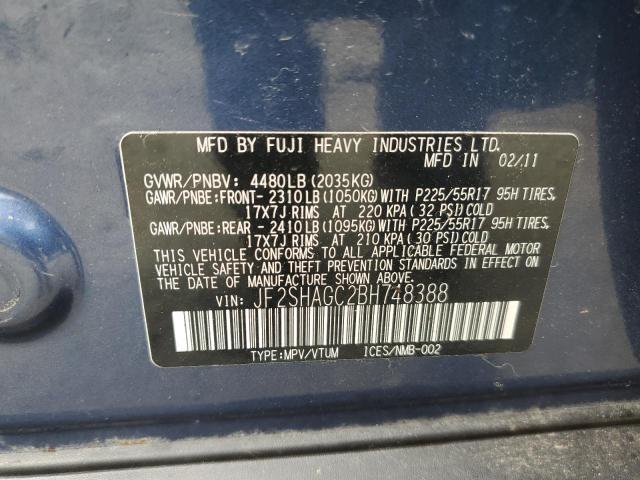 MFD BY FUJI HEAVY INDUSTRIES LTD.
MFD IN 02/11
GVWR/PNBV: 4480LB(2035KG)
GAWR/PNBE:FRONT-2310LB(1050KG)WITH P225/55R17 95H TIRES,
17X7J RIMS AT 220 KPA(32 PSI)COLD
GAWR/PNBE:REAR -2410LB(1095KG)WITH P225/55R17 95H TIRES,
17X7J RIMS AT 210 KPA(30 PSI)COLD
THIS VEHICLE CONFORMS TO ALL APPLICABLE FEDERAL MOTOR
VEHICLE SAFETY AND THEFT PREVENTION STANDARDS IN EFFECT ON
THE DATE OF MANUFACTURE SHOWN ABOVE.
VIN: JF2SHAGC2BH748388
TYPE:MPV/VTUM ICES/NMB-002